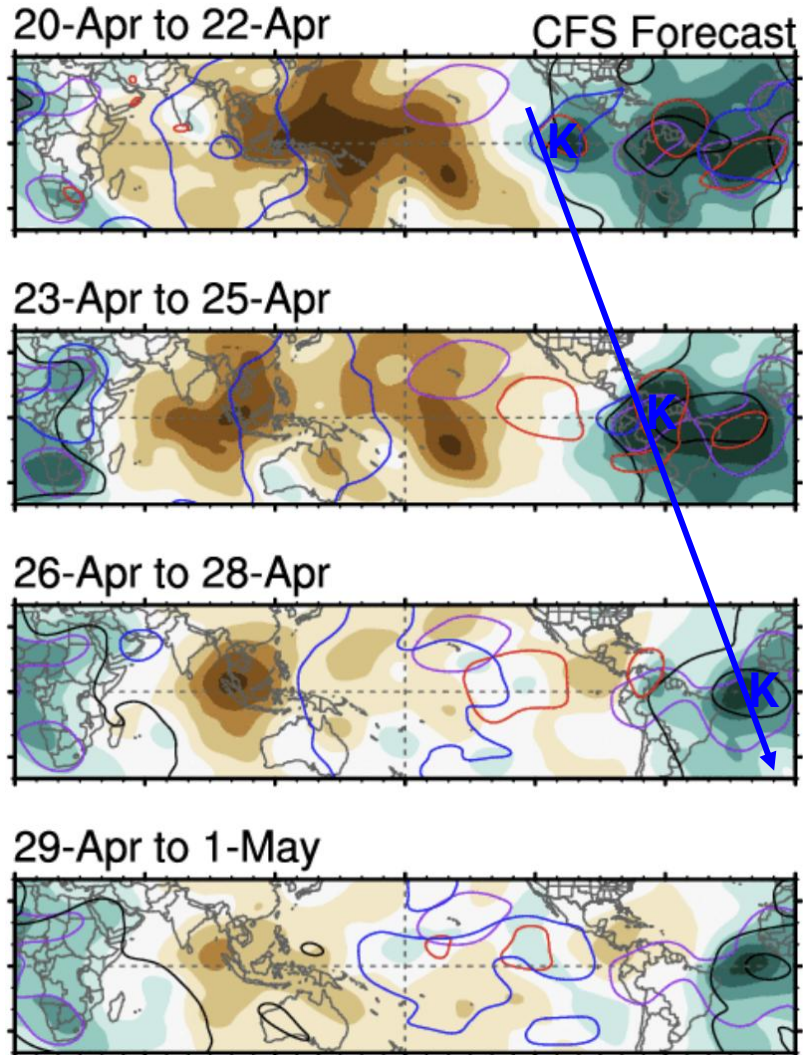 20-Apr to 22-Apr CFS Forecast
K
23-Apr to 25-Apr
K
26-Apr to 28-Apr
K
29-Apr to 1-May